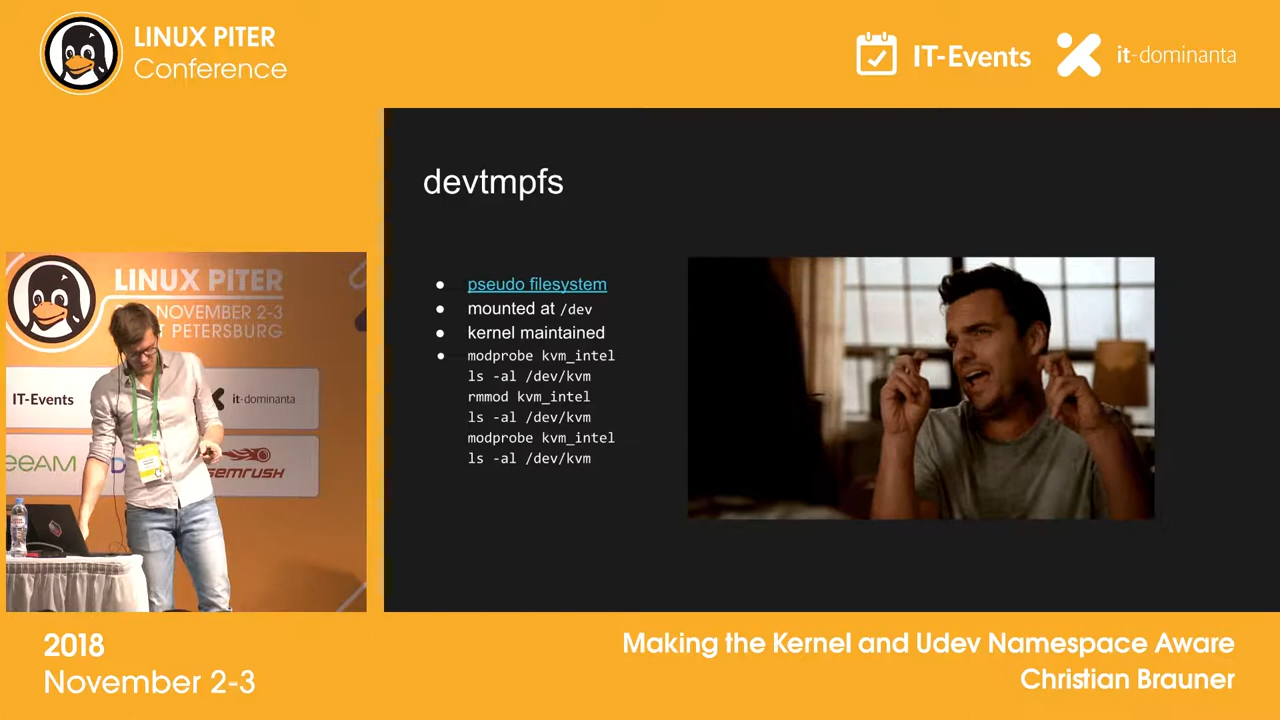 LINUX PITER
Conference
IT-Events
it-dominanta
devtmpfs
pseudo filesystem
mounted at /dev
kernel maintained
modprobe kvm_intel
ls -al /dev/kvm
rmmod kvm_intel
ls -al /dev/kvm
modprobe kvm_intel
ls -al /dev/kvm
LINUX PITER
NOVEMBER 2-3
PETERSBURG
IT-Events
it-dominanta
semrush
2018
November 2-3
Making the Kernel and Udev Namespace Aware
Christian Brauner